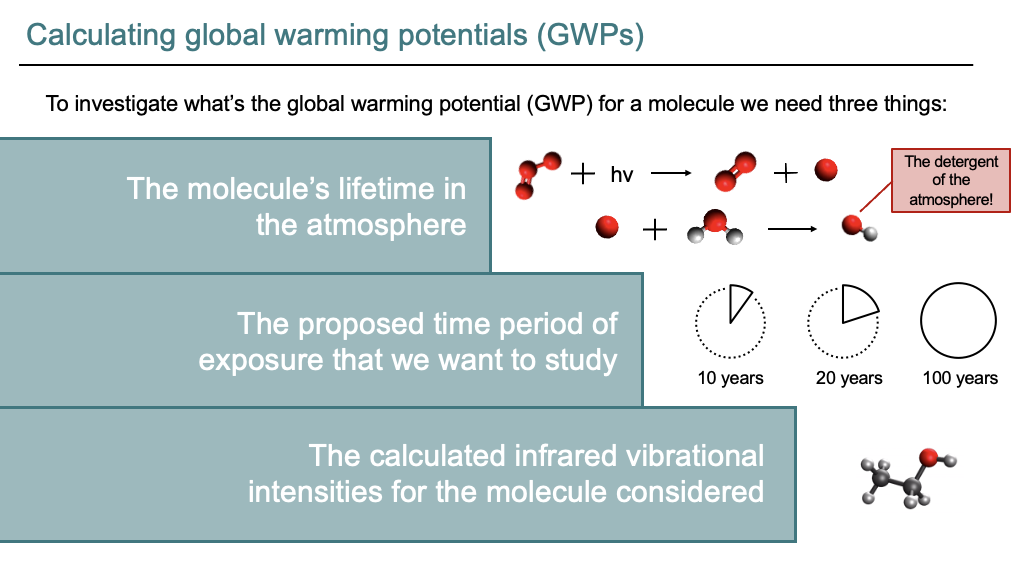 Calculating global warming potentials (GWPs)
To investigate what's the global warming potential (GWP) for a molecule we need three things:
The molecule's lifetime in
the atmosphere
+ hν → +
The detergent
of the
atmosphere!
+ →
The proposed time period of
exposure that we want to study
10 years 20 years 100 years
The calculated infrared vibrational
intensities for the molecule considered